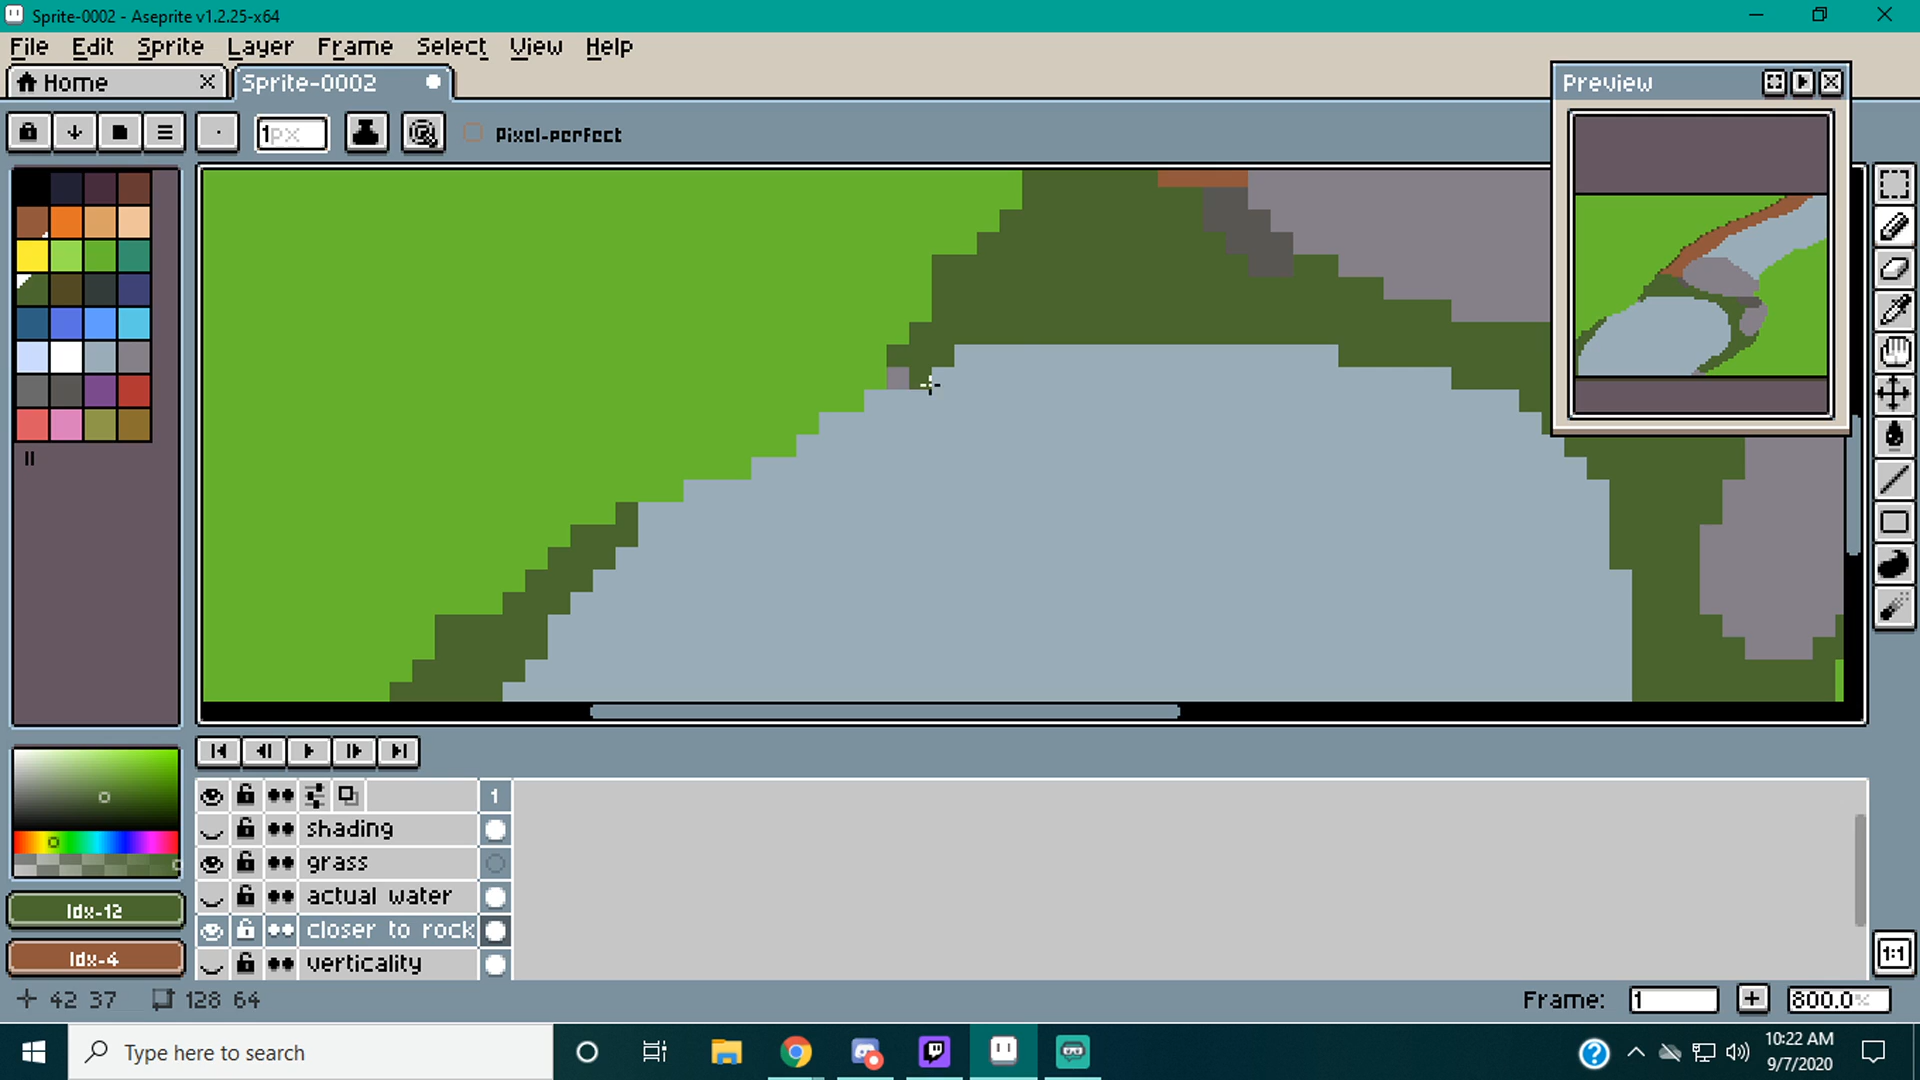 Sprite-0002 - Aseprite v1.2.25-x64
File Edit Sprite Layer Frame Select View Help
Home
Sprite-0002
Preview
1px
Pixel-perfect
1
shading
grass
actual water
closer to rock
verticality
Idx-12
Idx-4
42 37
128 64
Frame:
1
800.0%
1:1
Type here to search
10:22 AM
9/7/2020